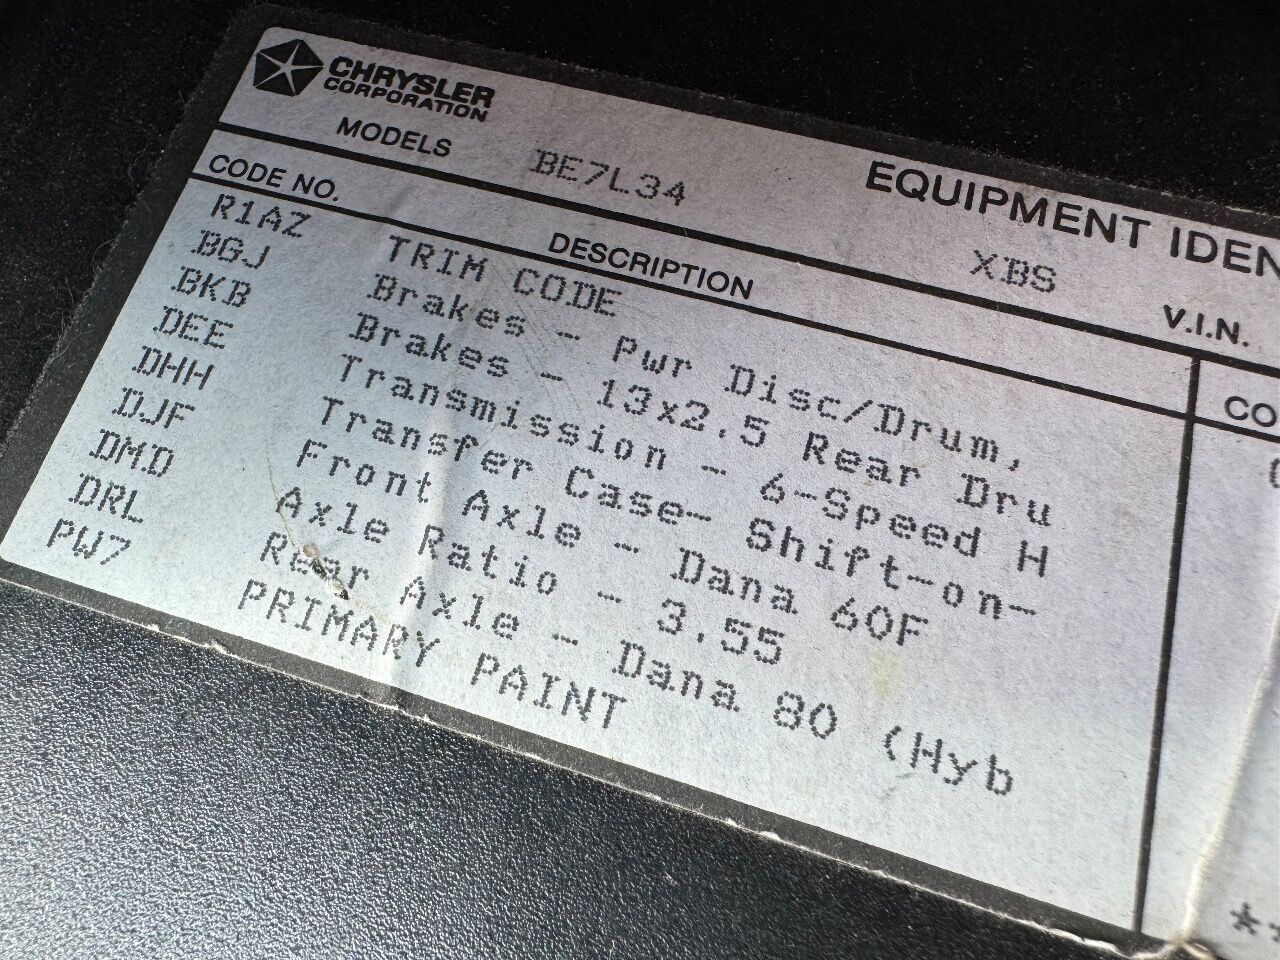 CHRYSLER
CORPORATION
EQUIPMENT IDEN
MODELS BE7L34 XBS V.I.N.
CODE NO. DESCRIPTION CO
R1AZ TRIM CODE
BGJ Brakes - Pwr Disc/Drum,
BKB Brakes - 13x2.5 Rear Dru
DEE Transmission - 6-Speed H
DHH Transfer Case- Shift-on-
DJF Front Axle - Dana 60F
DMD Axle Ratio - 3.55
DRL Rear Axle - Dana 80 (Hyb
PW7 PRIMARY PAINT
**